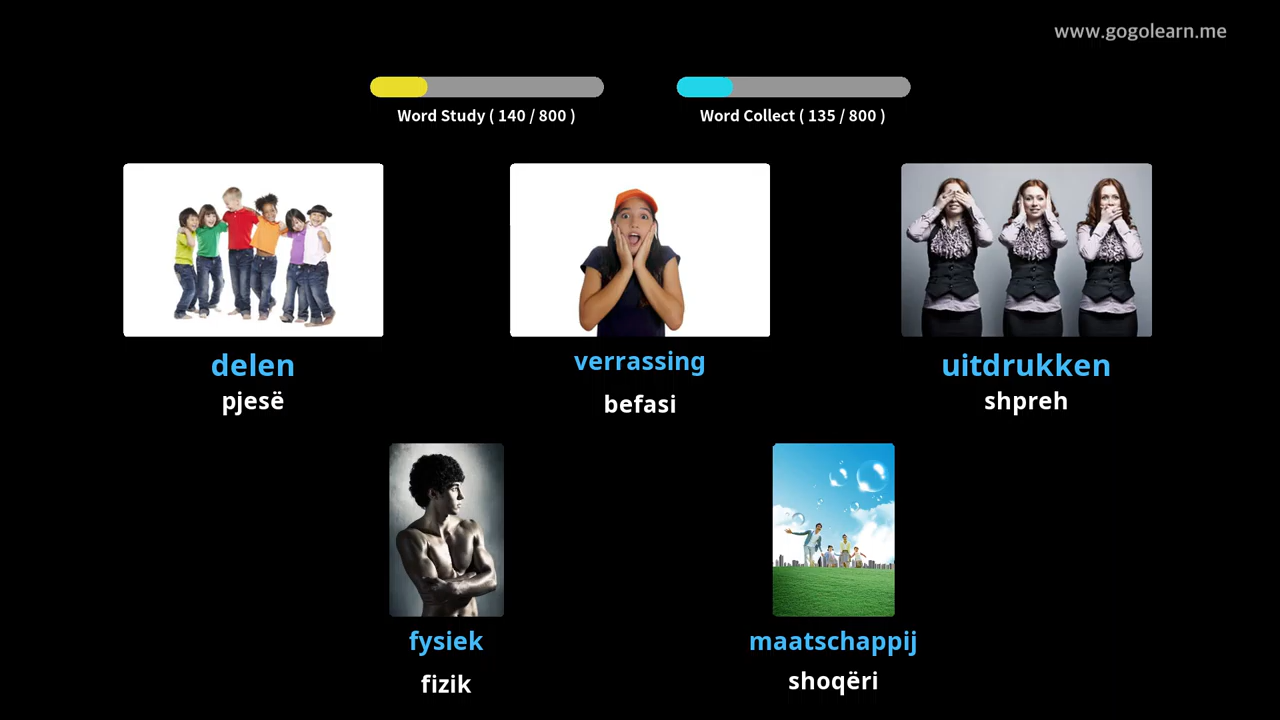 www.gogolearn.me
Word Study ( 140 / 800 )
Word Collect ( 135 / 800 )
delen
pjesë
verrassing
befasi
uitdrukken
shpreh
fysiek
fizik
maatschappij
shoqëri